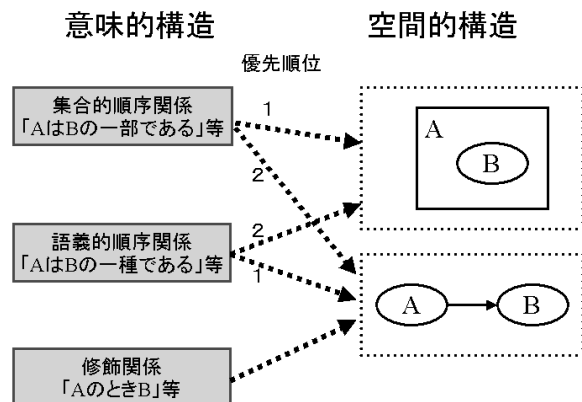 意味的構造
空間的構造
優先順位
集合的順序関係
「AはBの一部である」等
1
2
A
B
語義的順序関係
「AはBの一種である」等
2
1
A
B
修飾関係
「AのときB」等